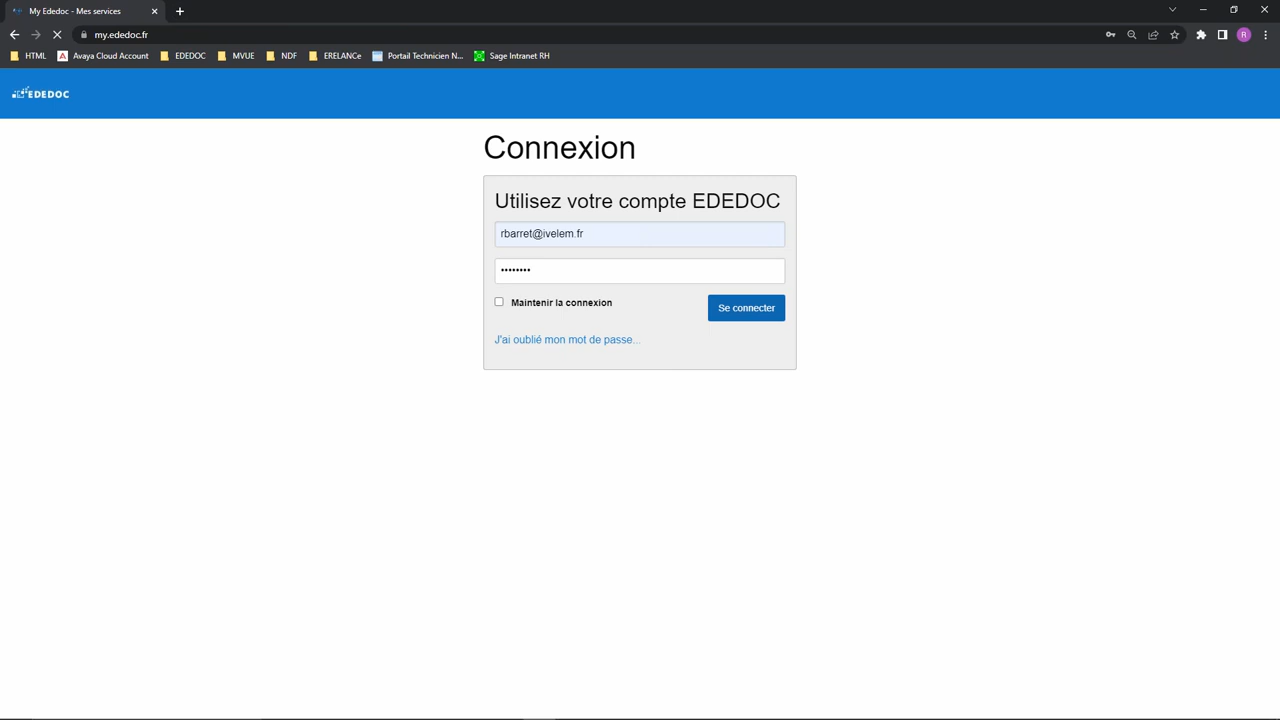 My Ededoc - Mes services
my.ededoc.fr
R
HTML Avaya Cloud Account EDEDOC MVUE NDF ERELANCe Portail Technicien N... Sage Intranet RH
EDEDOC
Connexion
Utilisez votre compte EDEDOC
rbarret@ivelem.fr
••••••••
Maintenir la connexion
Se connecter
J'ai oublié mon mot de passe...